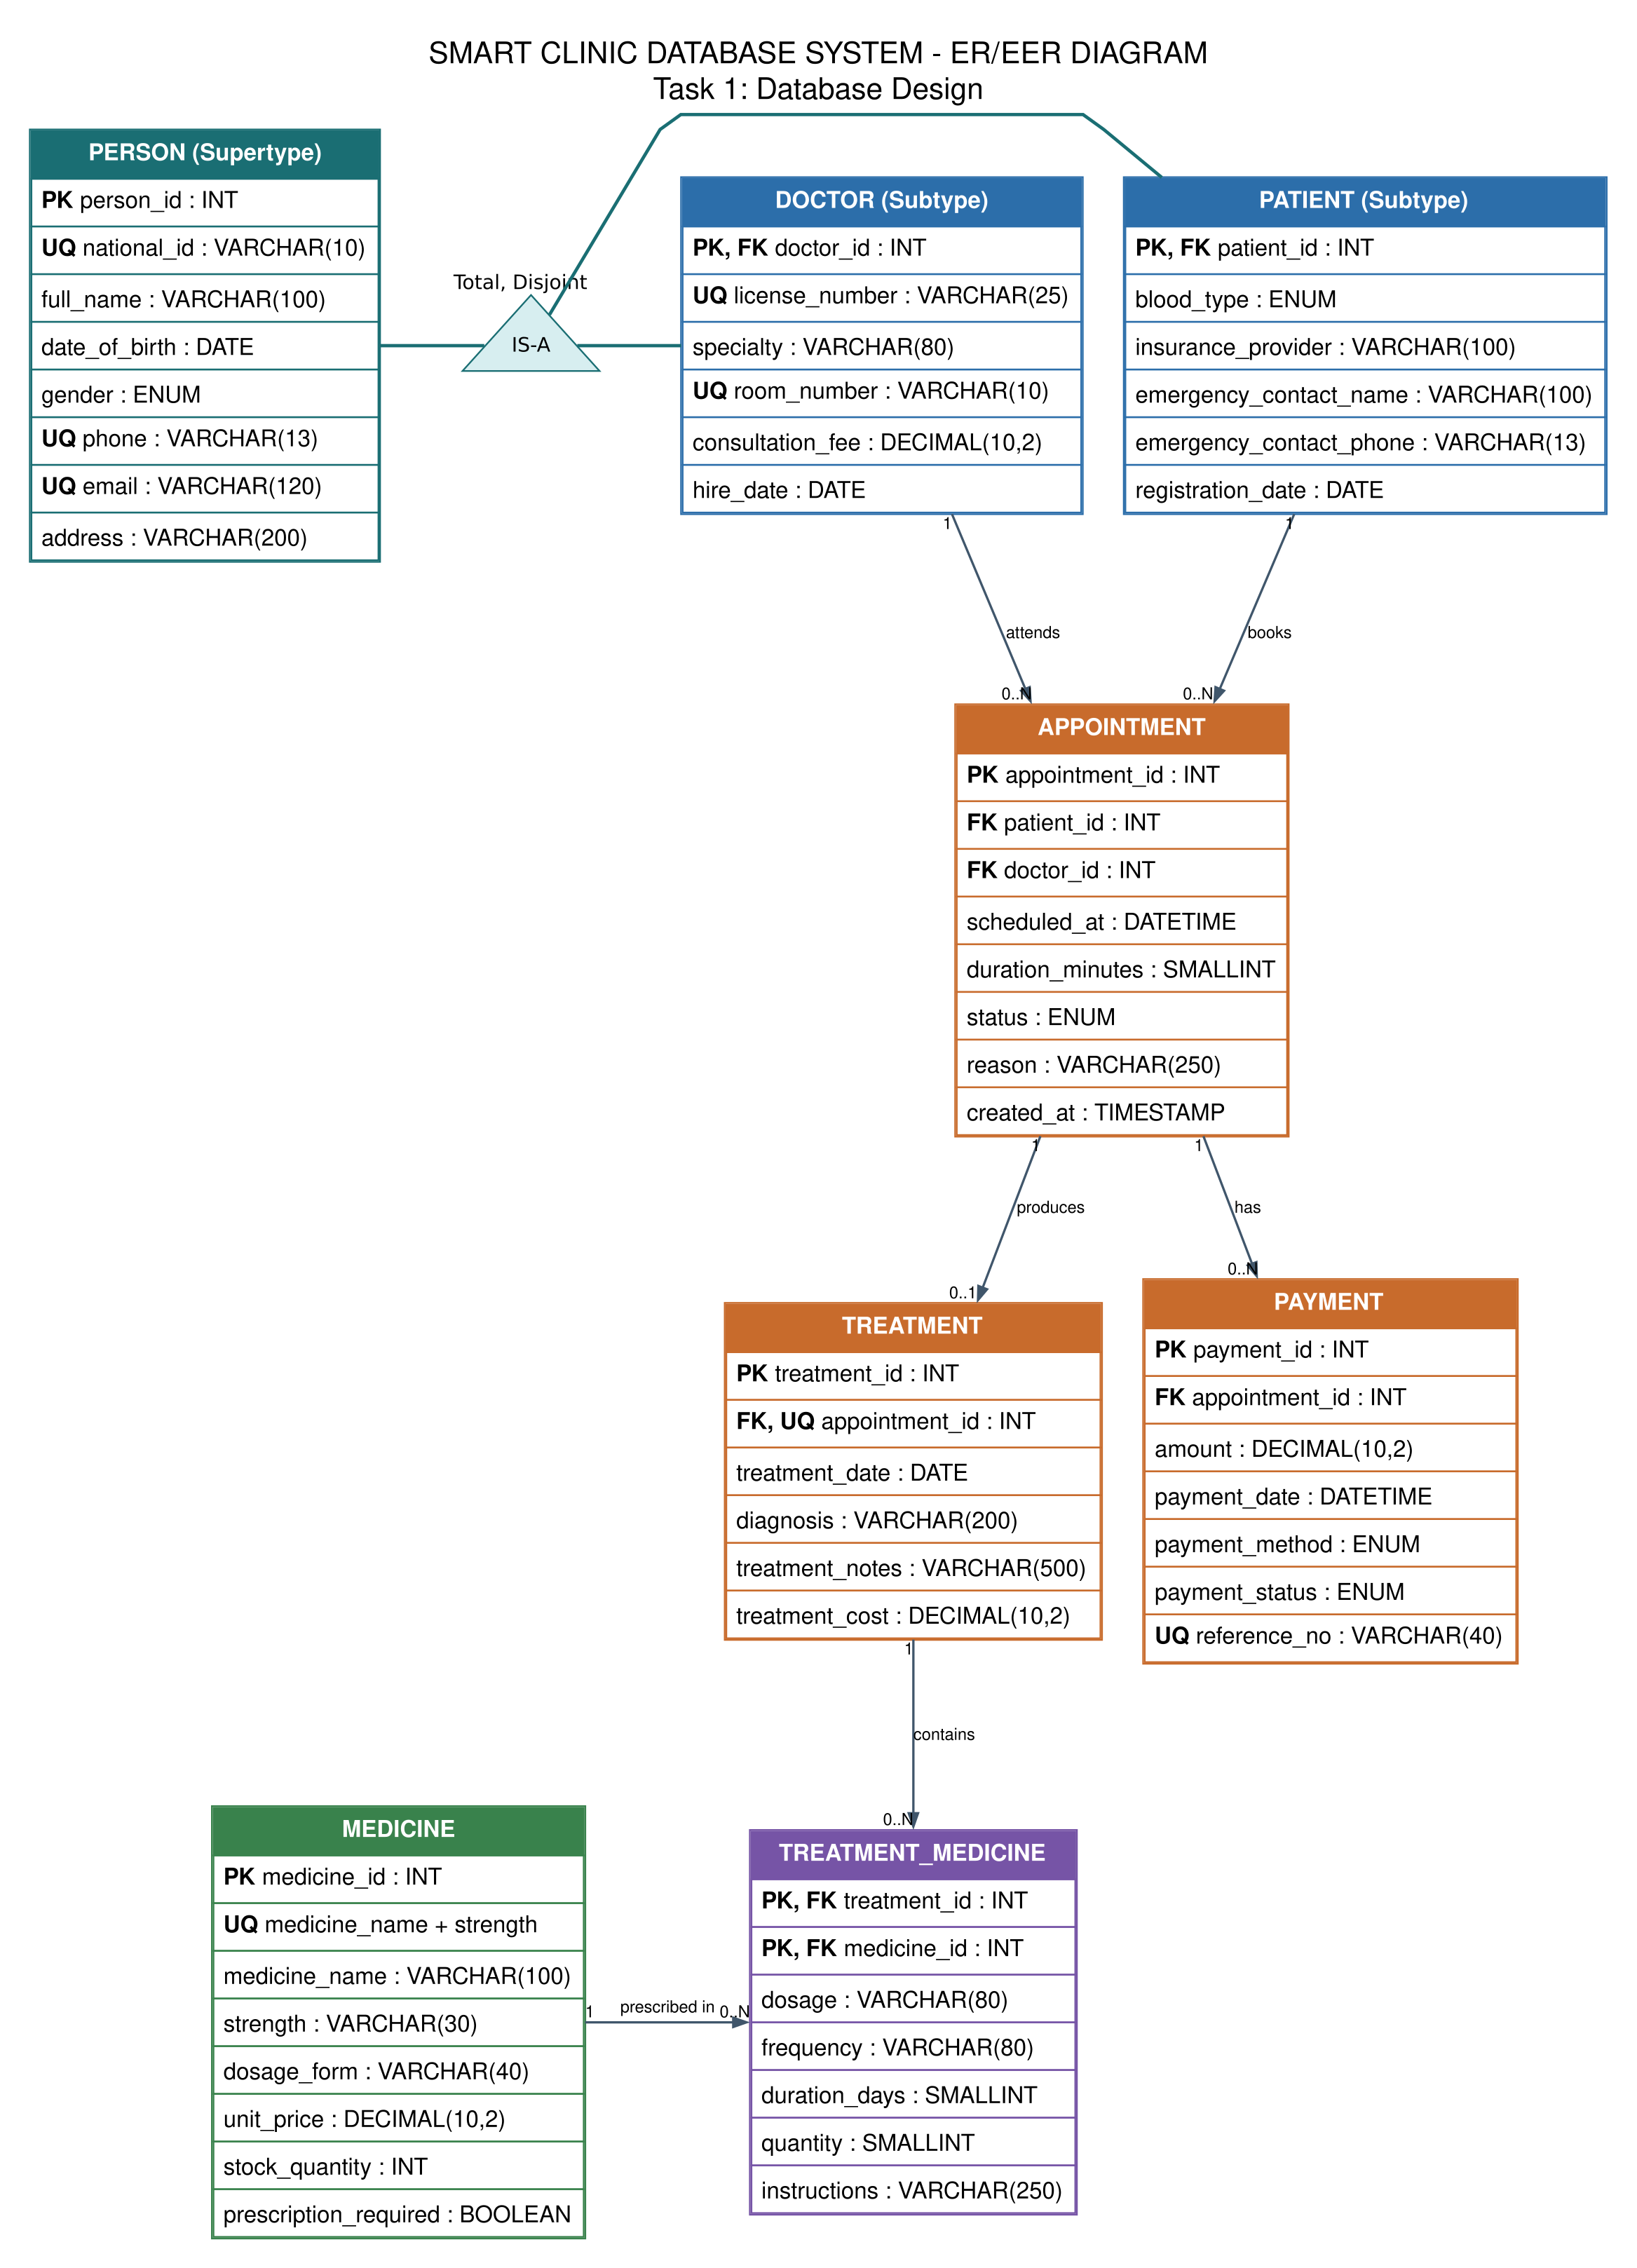 SMART CLINIC DATABASE SYSTEM - ER/EER DIAGRAM
Task 1: Database Design
PERSON (Supertype)
PK person_id : INT
UQ national_id : VARCHAR(10)
full_name : VARCHAR(100)
date_of_birth : DATE
gender : ENUM
UQ phone : VARCHAR(13)
UQ email : VARCHAR(120)
address : VARCHAR(200)
Total, Disjoint
IS-A
DOCTOR (Subtype)
PK, FK doctor_id : INT
UQ license_number : VARCHAR(25)
specialty : VARCHAR(80)
UQ room_number : VARCHAR(10)
consultation_fee : DECIMAL(10,2)
hire_date : DATE
PATIENT (Subtype)
PK, FK patient_id : INT
blood_type : ENUM
insurance_provider : VARCHAR(100)
emergency_contact_name : VARCHAR(100)
emergency_contact_phone : VARCHAR(13)
registration_date : DATE
1
attends
0..N
1
books
0..N
APPOINTMENT
PK appointment_id : INT
FK patient_id : INT
FK doctor_id : INT
scheduled_at : DATETIME
duration_minutes : SMALLINT
status : ENUM
reason : VARCHAR(250)
created_at : TIMESTAMP
1
produces
0..1
1
has
0..N
TREATMENT
PK treatment_id : INT
FK, UQ appointment_id : INT
treatment_date : DATE
diagnosis : VARCHAR(200)
treatment_notes : VARCHAR(500)
treatment_cost : DECIMAL(10,2)
PAYMENT
PK payment_id : INT
FK appointment_id : INT
amount : DECIMAL(10,2)
payment_date : DATETIME
payment_method : ENUM
payment_status : ENUM
UQ reference_no : VARCHAR(40)
1
contains
0..N
MEDICINE
PK medicine_id : INT
UQ medicine_name + strength
medicine_name : VARCHAR(100)
strength : VARCHAR(30)
dosage_form : VARCHAR(40)
unit_price : DECIMAL(10,2)
stock_quantity : INT
prescription_required : BOOLEAN
1
prescribed in
0..N
TREATMENT_MEDICINE
PK, FK treatment_id : INT
PK, FK medicine_id : INT
dosage : VARCHAR(80)
frequency : VARCHAR(80)
duration_days : SMALLINT
quantity : SMALLINT
instructions : VARCHAR(250)